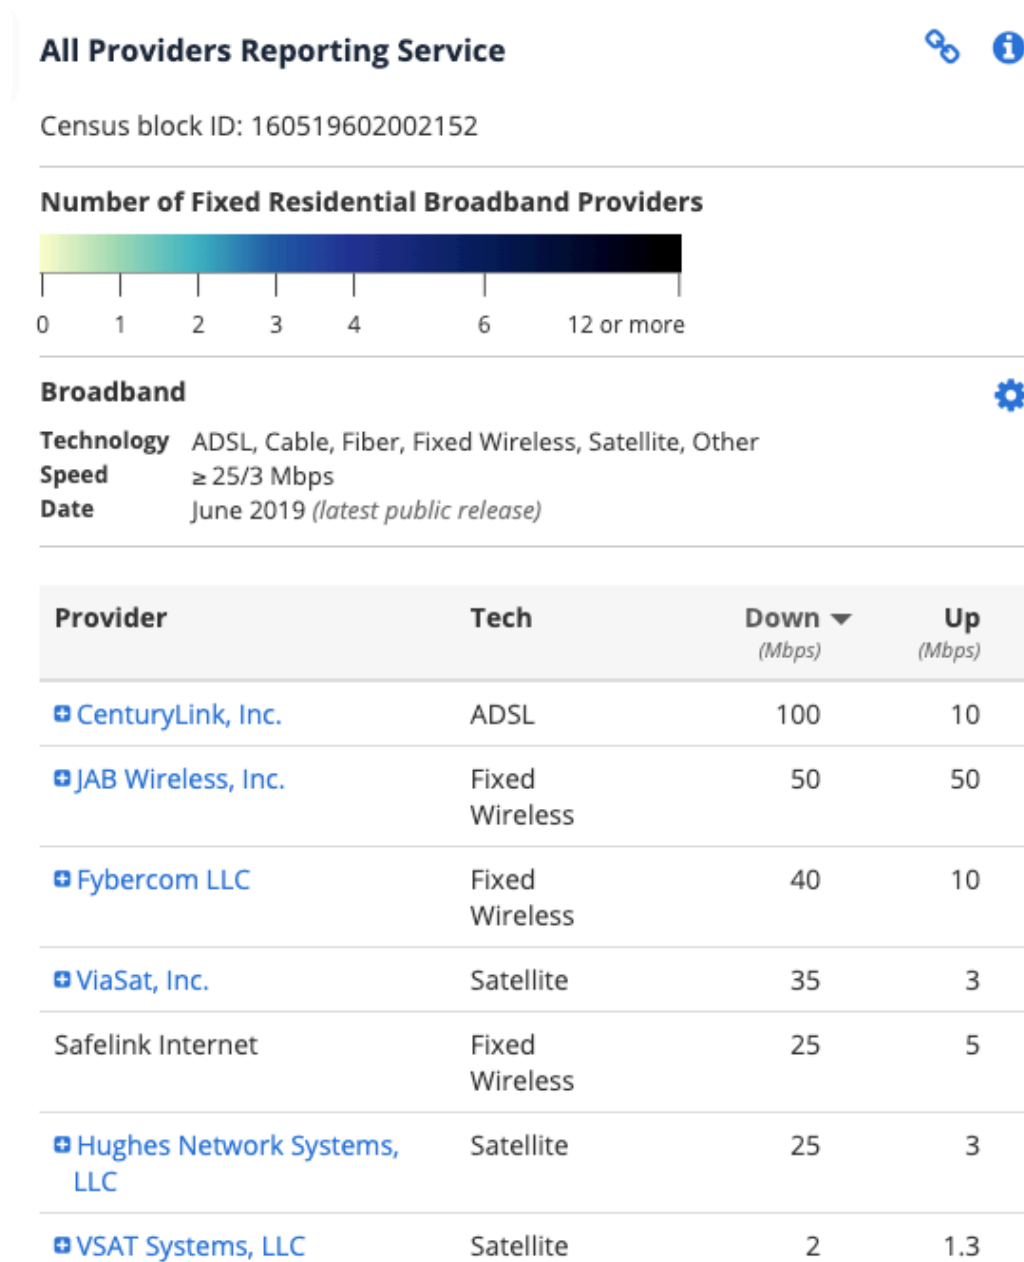 All Providers Reporting Service
Census block ID: 160519602002152
Number of Fixed Residential Broadband Providers
0 1 2 3 4 6 12 or more
Broadband
Technology ADSL, Cable, Fiber, Fixed Wireless, Satellite, Other
Speed ≥ 25/3 Mbps
Date June 2019 (latest public release)
Provider Tech Down Up
(Mbps) (Mbps)
CenturyLink, Inc. ADSL 100 10
JAB Wireless, Inc. Fixed 50 50
Wireless
Fybercom LLC Fixed 40 10
Wireless
ViaSat, Inc. Satellite 35 3
Safelink Internet Fixed 25 5
Wireless
Hughes Network Systems, Satellite 25 3
LLC
VSAT Systems, LLC Satellite 2 1.3